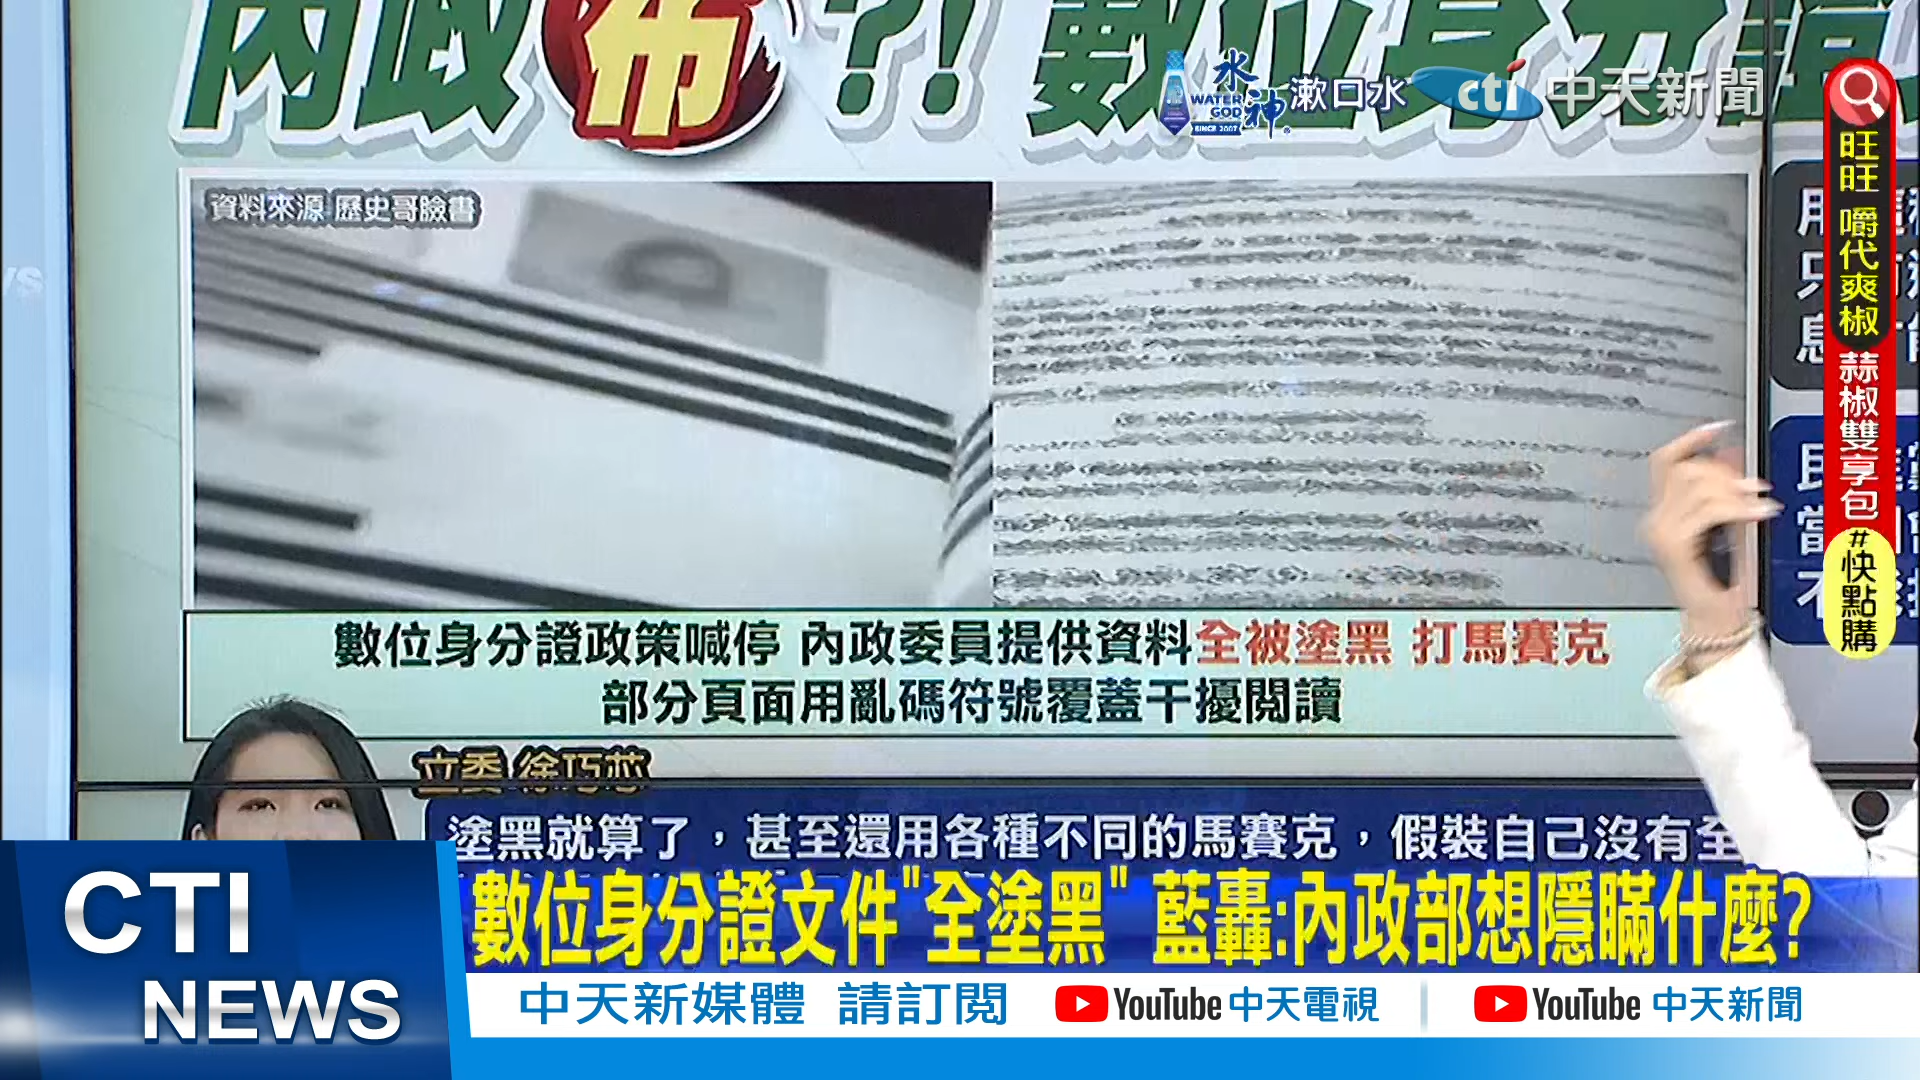 內政布?! 數位身分證
水神
WATER GOD
SINCE 2007
漱口水
cti 中天新聞
旺旺 嚼代爽椒 蒜椒雙享包
#快點購
資料來源 歷史哥臉書
數位身分證政策喊停 內政委員提供資料全被塗黑 打馬賽克
部分頁面用亂碼符號覆蓋干擾閱讀
立委 徐巧芯
塗黑就算了，甚至還用各種不同的馬賽克，假裝自己沒有全
數位身分證文件"全塗黑" 藍轟:內政部想隱瞞什麼?
CTI
NEWS
中天新媒體 請訂閱 YouTube 中天電視 | YouTube 中天新聞